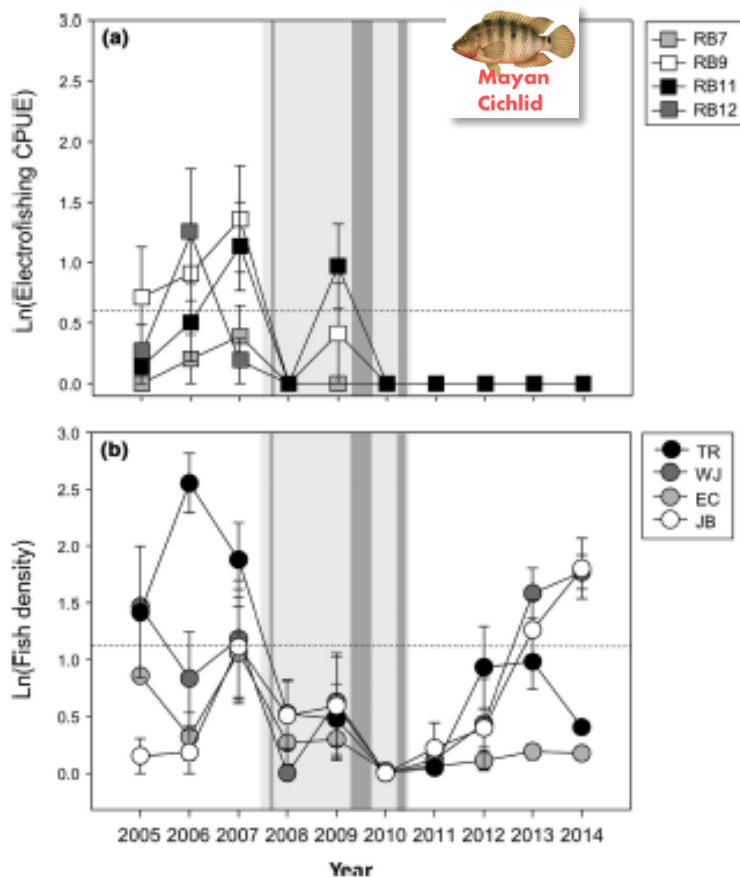 (a)
Mayan
Cichlid
RB7
RB9
RB11
RB12
Ln(Electrofishing CPUE)
3.0
2.5
2.0
1.5
1.0
0.5
0.0
(b)
TR
WJ
EC
JB
Ln(Fish density)
3.0
2.5
2.0
1.5
1.0
0.5
0.0
2005 2006 2007 2008 2009 2010 2011 2012 2013 2014
Year